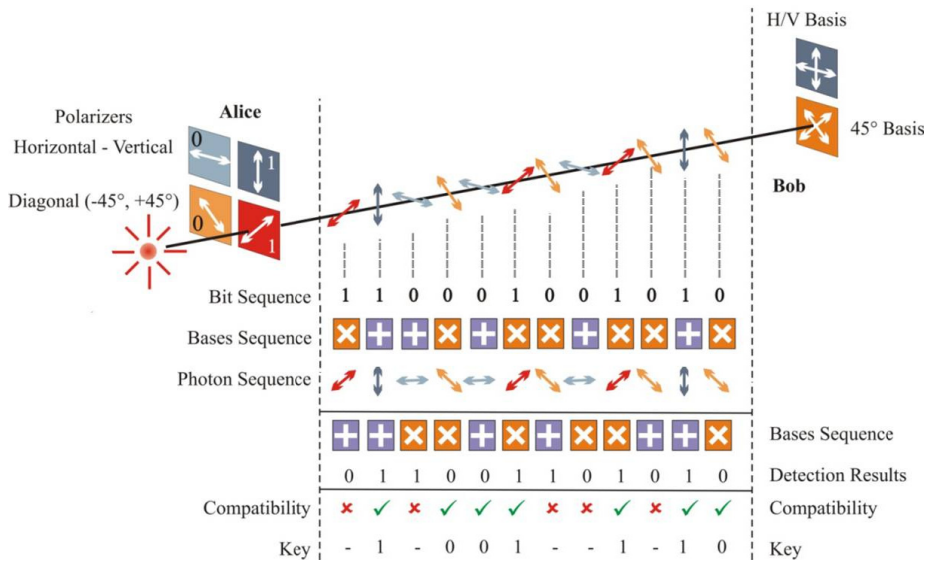 H/V Basis
Alice
Polarizers
Horizontal - Vertical
0
1
45° Basis
Diagonal (-45°, +45°)
0
1
Bob
Bit Sequence 1 1 0 0 0 1 0 0 1 0 1 0
Bases Sequence
Photon Sequence
Bases Sequence
0 1 1 0 0 1 1 0 1 0 1 0 Detection Results
Compatibility Compatibility
Key - 1 - 0 0 1 - - 1 - 1 0 Key